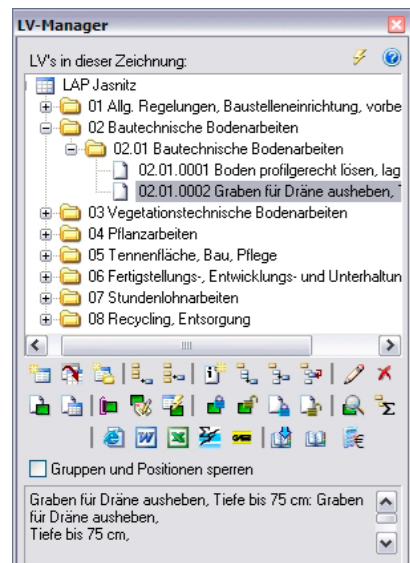 LV-Manager
LV's in dieser Zeichnung:
LAP Jasnitz
01 Allg. Regelungen, Baustelleneinrichtung, vorbe
02 Bautechnische Bodenarbeiten
02.01 Bautechnische Bodenarbeiten
02.01.0001 Boden profilgerecht lösen, lag
02.01.0002 Graben für Dräne ausheben, T
03 Vegetationstechnische Bodenarbeiten
04 Pflanzarbeiten
05 Tennenfläche, Bau, Pflege
06 Fertigstellungs-, Entwicklungs- und Unterhaltun
07 Stundenlohnarbeiten
08 Recycling, Entsorgung
Gruppen und Positionen sperren
Graben für Dräne ausheben, Tiefe bis 75 cm: Graben
für Dräne ausheben,
Tiefe bis 75 cm,